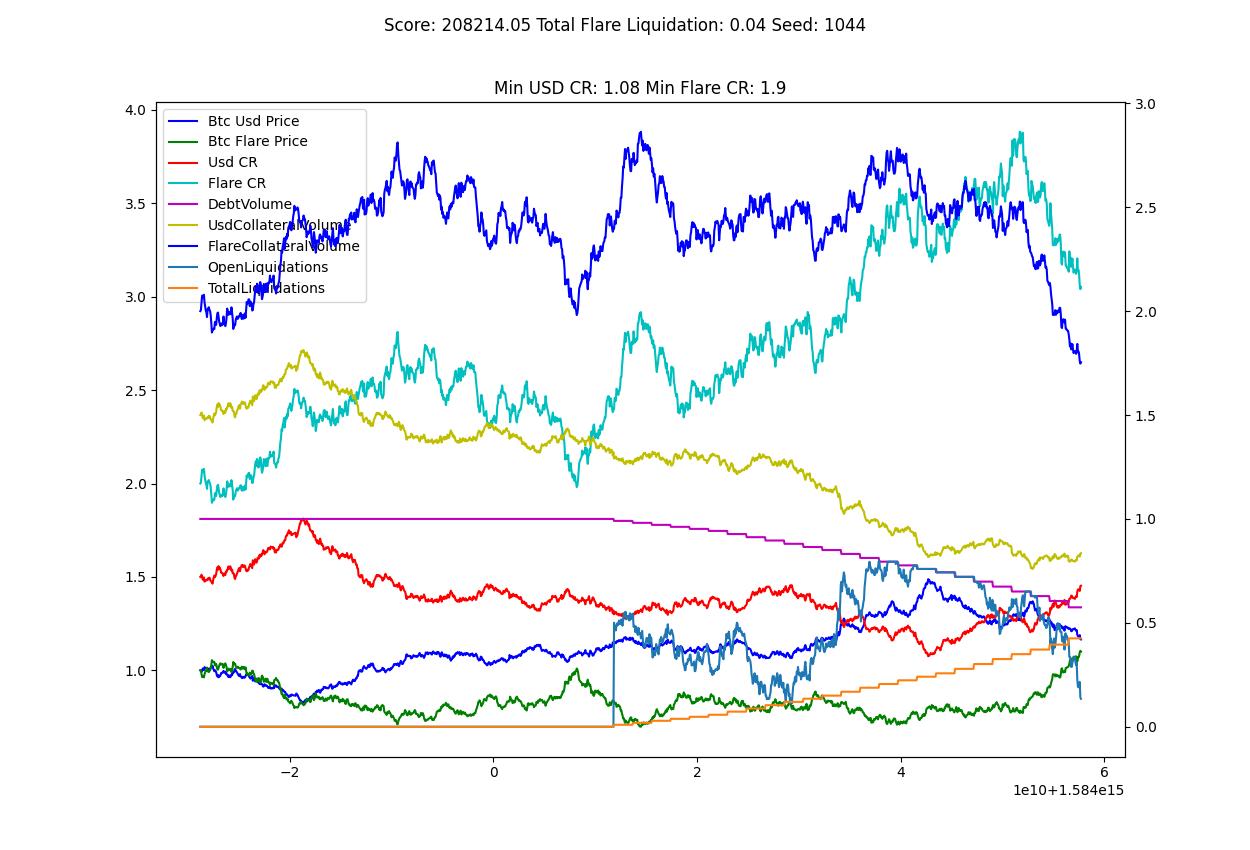 Score: 208214.05 Total Flare Liquidation: 0.04 Seed: 1044
Min USD CR: 1.08 Min Flare CR: 1.9
4.0
3.5
3.0
2.5
2.0
1.5
1.0
Btc Usd Price
Btc Flare Price
Usd CR
Flare CR
DebtVolume
UsdCollateralVolume
FlareCollateralVolume
OpenLiquidations
TotalLiquidations
3.0
2.5
2.0
1.5
1.0
0.5
0.0
−2 0 2 4 6
1e10+1.584e15